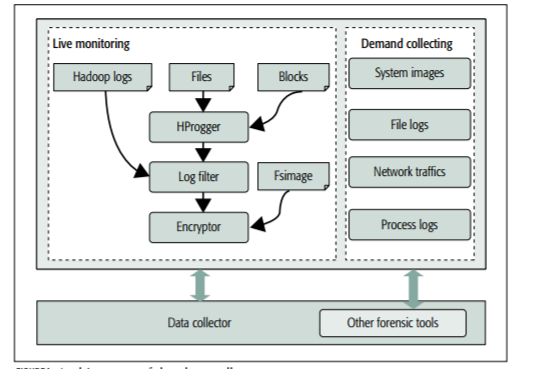 Live monitoring
Demand collecting
Hadoop logs
Files
Blocks
System images
HProgger
File logs
Log filter
Fsimage
Network traffics
Encryptor
Process logs
Data collector
Other forensic tools